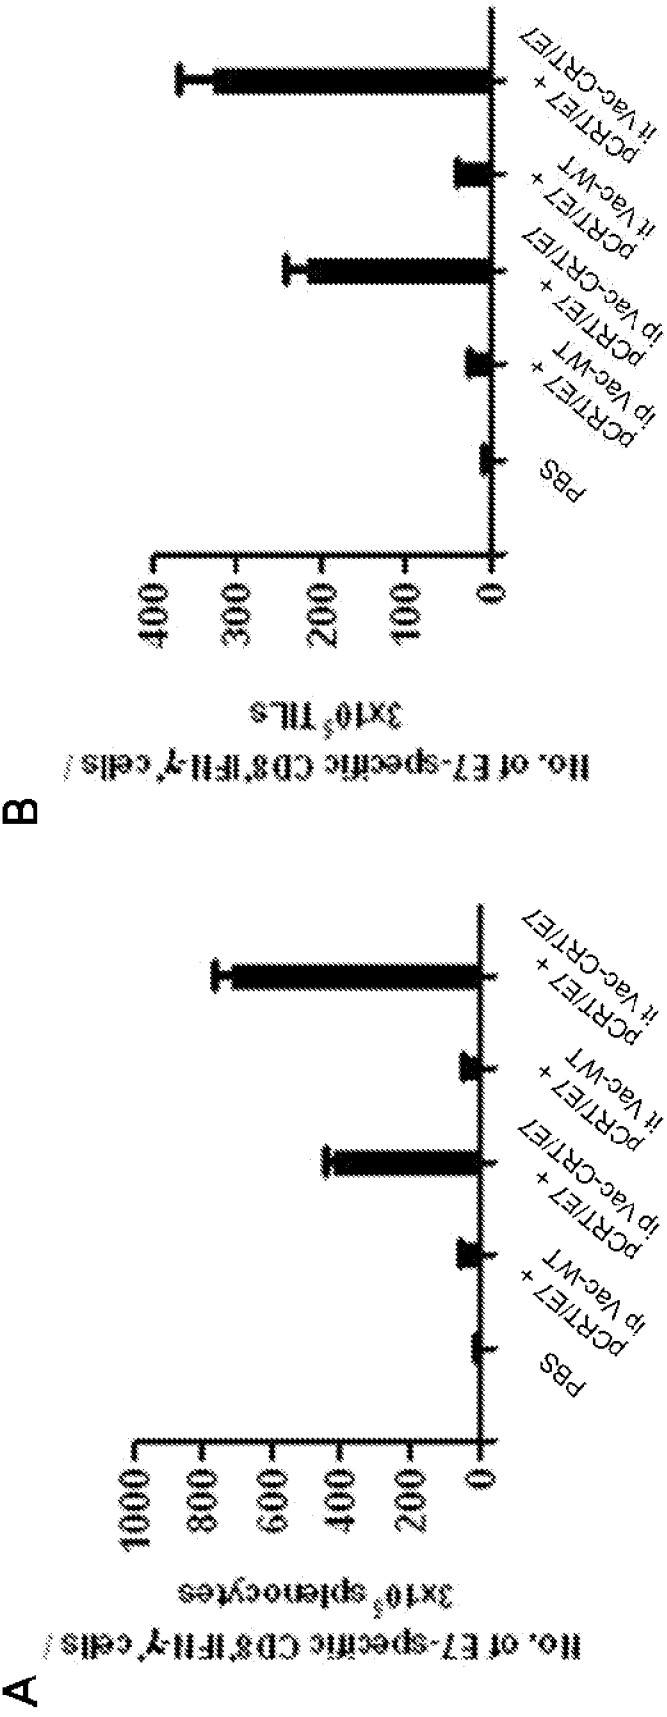 A
No. of E7-specific CD8⁺IFN-γ⁺ cells /
3x10⁵ splenocytes
1000
800
600
400
200
0
PBS
pCRT/E7 +
ip Vac-WT
pCRT/E7 +
ip Vac-CRT/E7
pCRT/E7 +
it Vac-WT
pCRT/E7 +
it Vac-CRT/E7
B
No. of E7-specific CD8⁺IFN-γ⁺ cells /
3x10⁵ TILs
400
300
200
100
0
PBS
pCRT/E7 +
ip Vac-WT
pCRT/E7 +
ip Vac-CRT/E7
pCRT/E7 +
it Vac-WT
pCRT/E7 +
it Vac-CRT/E7